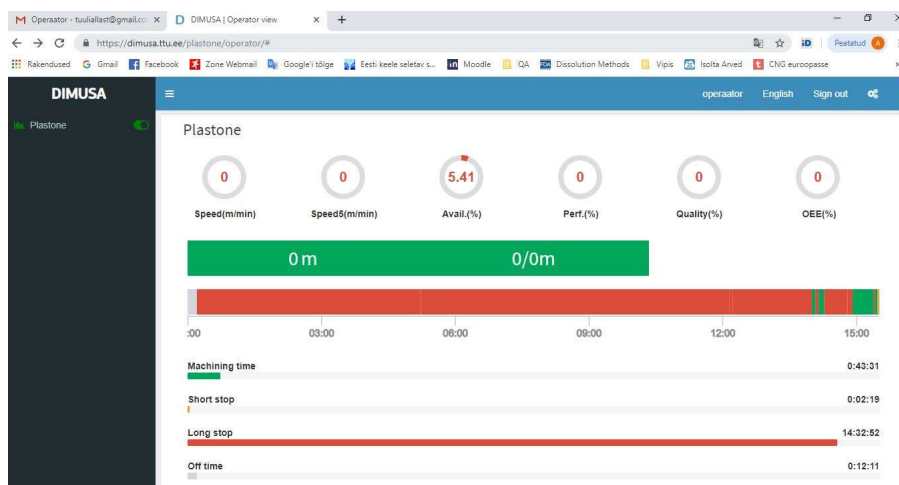 Operaator - tuuliallast@gmail.co
DIMUSA | Operator view
https://dimusa.ttu.ee/plastone/operator/#
Peatatud
A
Rakendused
Gmail
Facebook
Zone Webmail
Google'i tõlge
Eesti keele seletav s...
Moodle
QA
Dissolution Methods
Vipis
Isolta Arved
CNG euroopasse
DIMUSA
operaator
English
Sign out
Plastone
Plastone
0 0 5.41 0 0 0
Speed(m/min) Speed5(m/min) Avail.(%) Perf.(%) Quality(%) OEE(%)
0 m 0/0m
:00 03:00 06:00 09:00 12:00 15:00
Machining time 0:43:31
Short stop 0:02:19
Long stop 14:32:52
Off time 0:12:11